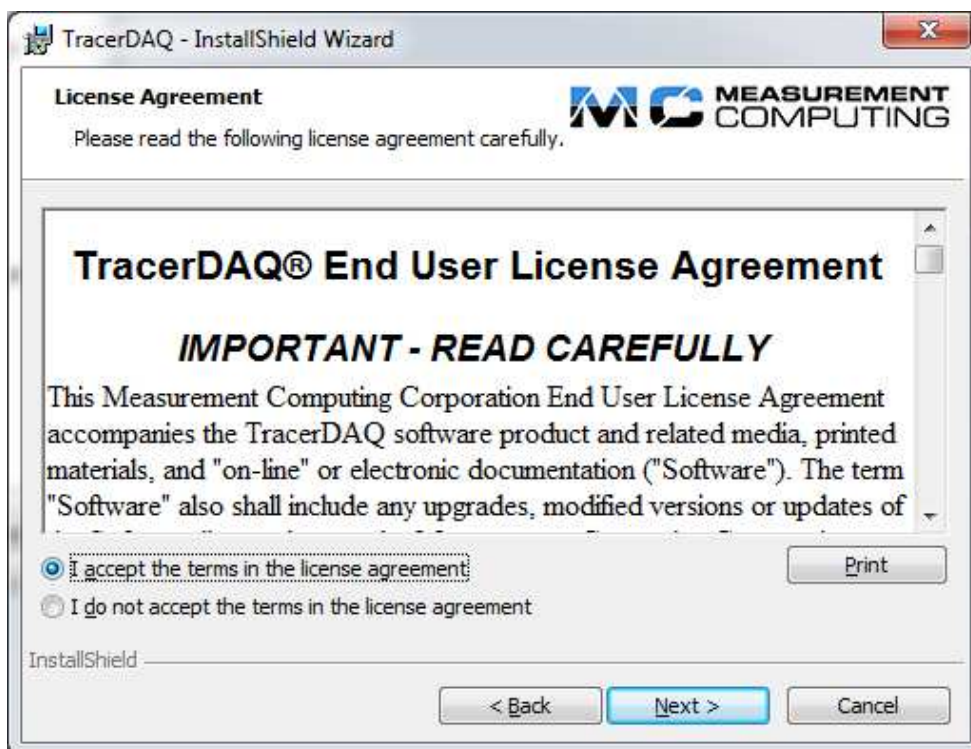 TracerDAQ - InstallShield Wizard
License Agreement
Please read the following license agreement carefully.
MC MEASUREMENT
COMPUTING
TracerDAQ® End User License Agreement
IMPORTANT - READ CAREFULLY
This Measurement Computing Corporation End User License Agreement
accompanies the TracerDAQ software product and related media, printed
materials, and "on-line" or electronic documentation ("Software"). The term
"Software" also shall include any upgrades, modified versions or updates of
I accept the terms in the license agreement
Print
I do not accept the terms in the license agreement
InstallShield
< Back
Next >
Cancel